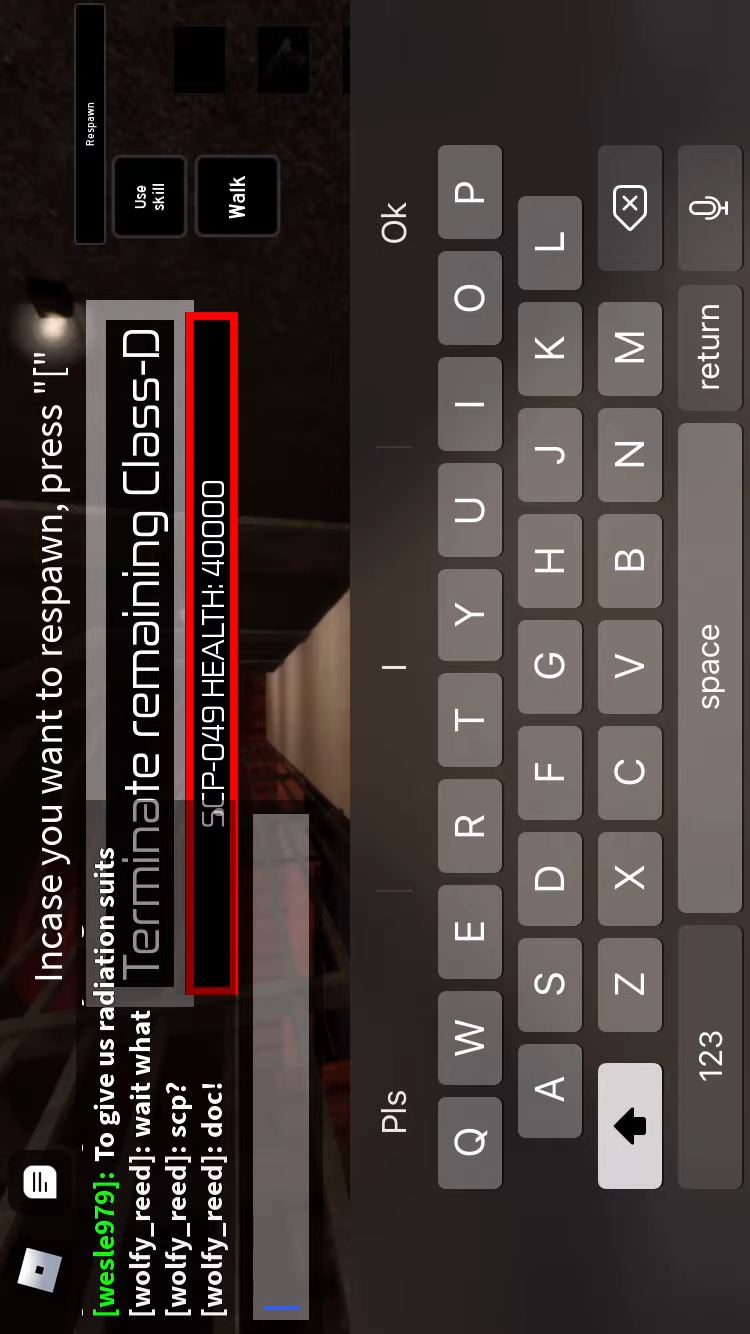 Incase you want to respawn, press "["
Respawn
Use
skill
Walk
Terminate remaining Class-D
SCP-049 HEALTH: 40000
[wesle979]: To give us radiation suits
[wolfy_reed]: wait what
[wolfy_reed]: scp?
[wolfy_reed]: doc!
Pls I Ok
Q W E R T Y U I O P
A S D F G H J K L
Z X C V B N M
123 space return